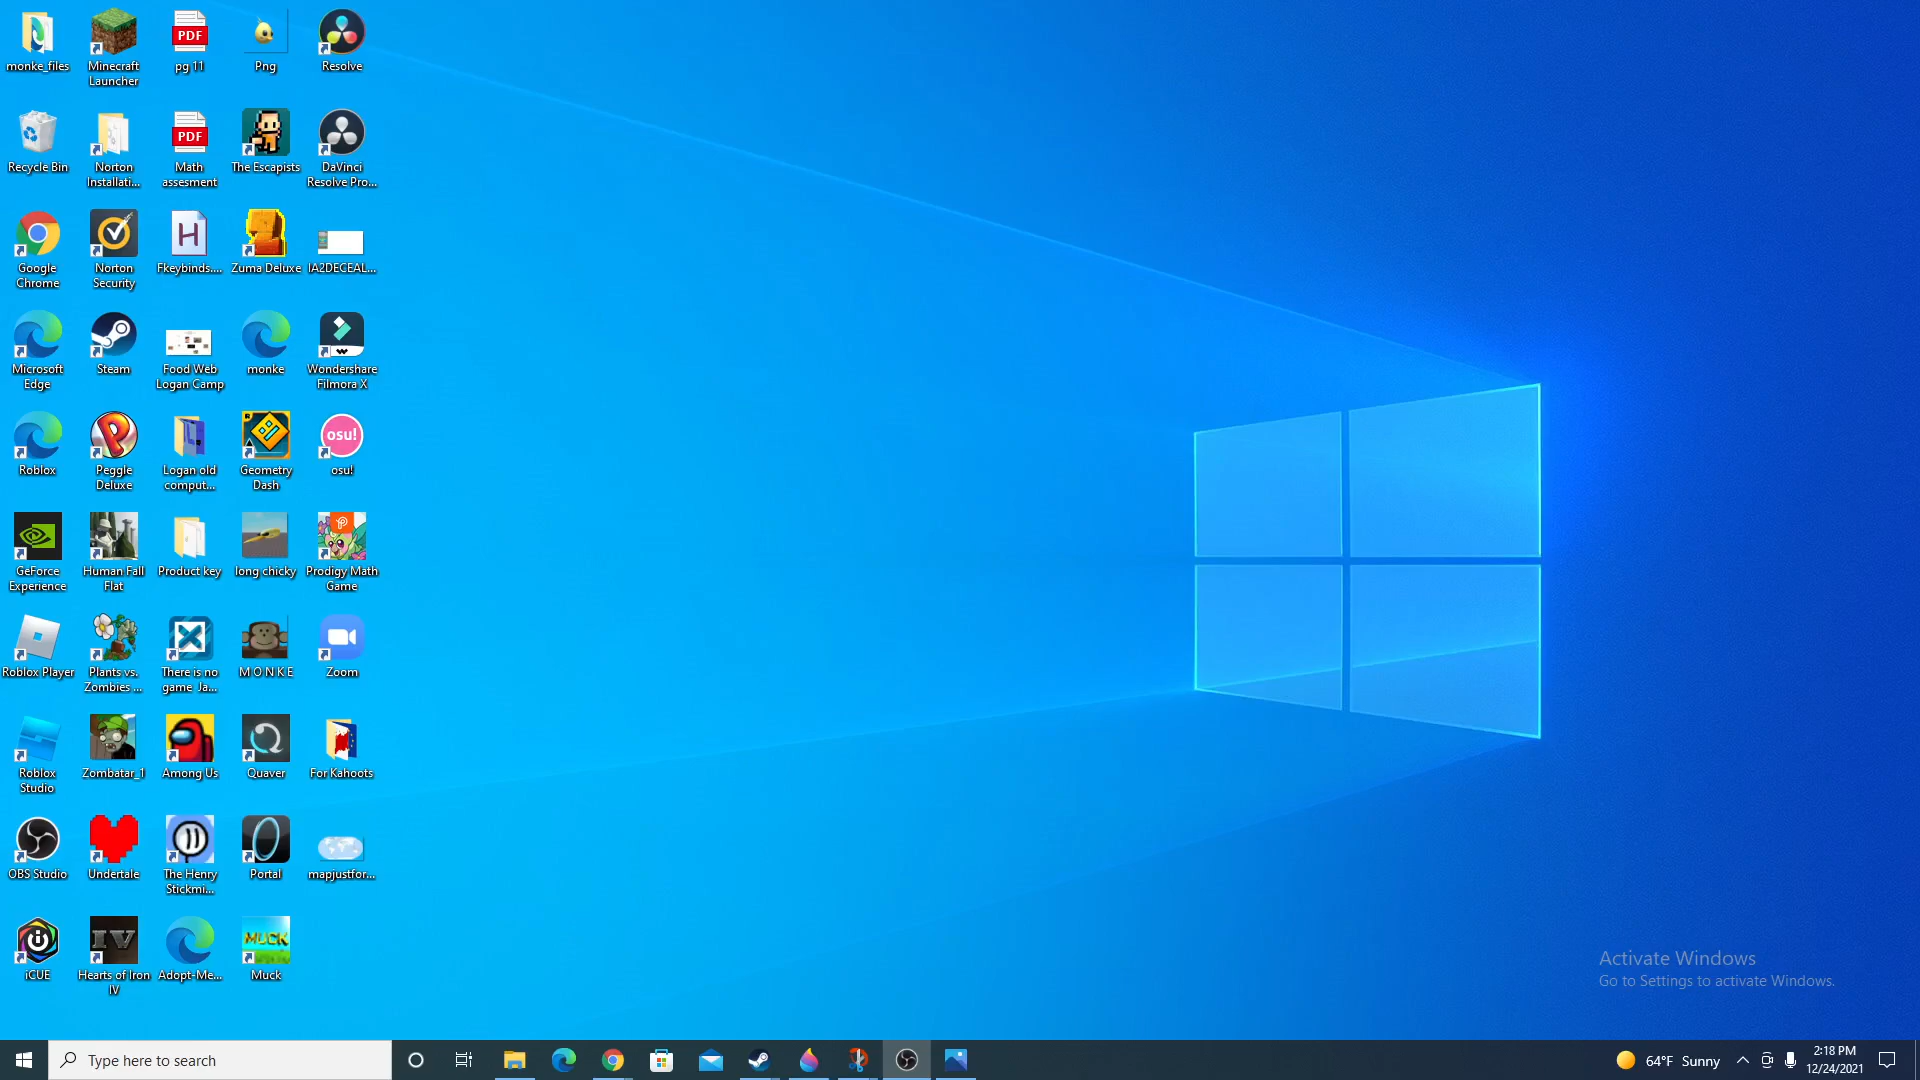 monke_files
Minecraft
Launcher
PDF
pg 11
Png
Resolve
Recycle Bin
Norton
Installati...
PDF
Math
assesment
The Escapists
DaVinci
Resolve Pro...
Google
Chrome
Norton
Security
H
Fkeybinds....
Zuma Deluxe
IA2DECEAL...
Microsoft
Edge
Steam
Food Web
Logan Camp
monke
Wondershare
Filmora X
Roblox
P
Peggle
Deluxe
Logan old
comput...
Geometry
Dash
osu!
osu!
GeForce
Experience
Human Fall
Flat
Product key
long chicky
Prodigy Math
Game
Roblox Player
Plants vs.
Zombies ...
There is no
game Ja...
M O N K E
Zoom
Roblox
Studio
Zombatar_1
Among Us
Quaver
For Kahoots
OBS Studio
Undertale
The Henry
Stickmi...
Portal
mapjustfor...
iCUE
IV
Hearts of Iron
IV
Adopt-Me...
MUCK
Muck
Activate Windows
Go to Settings to activate Windows.
Type here to search
64°F Sunny
2:18 PM
12/24/2021